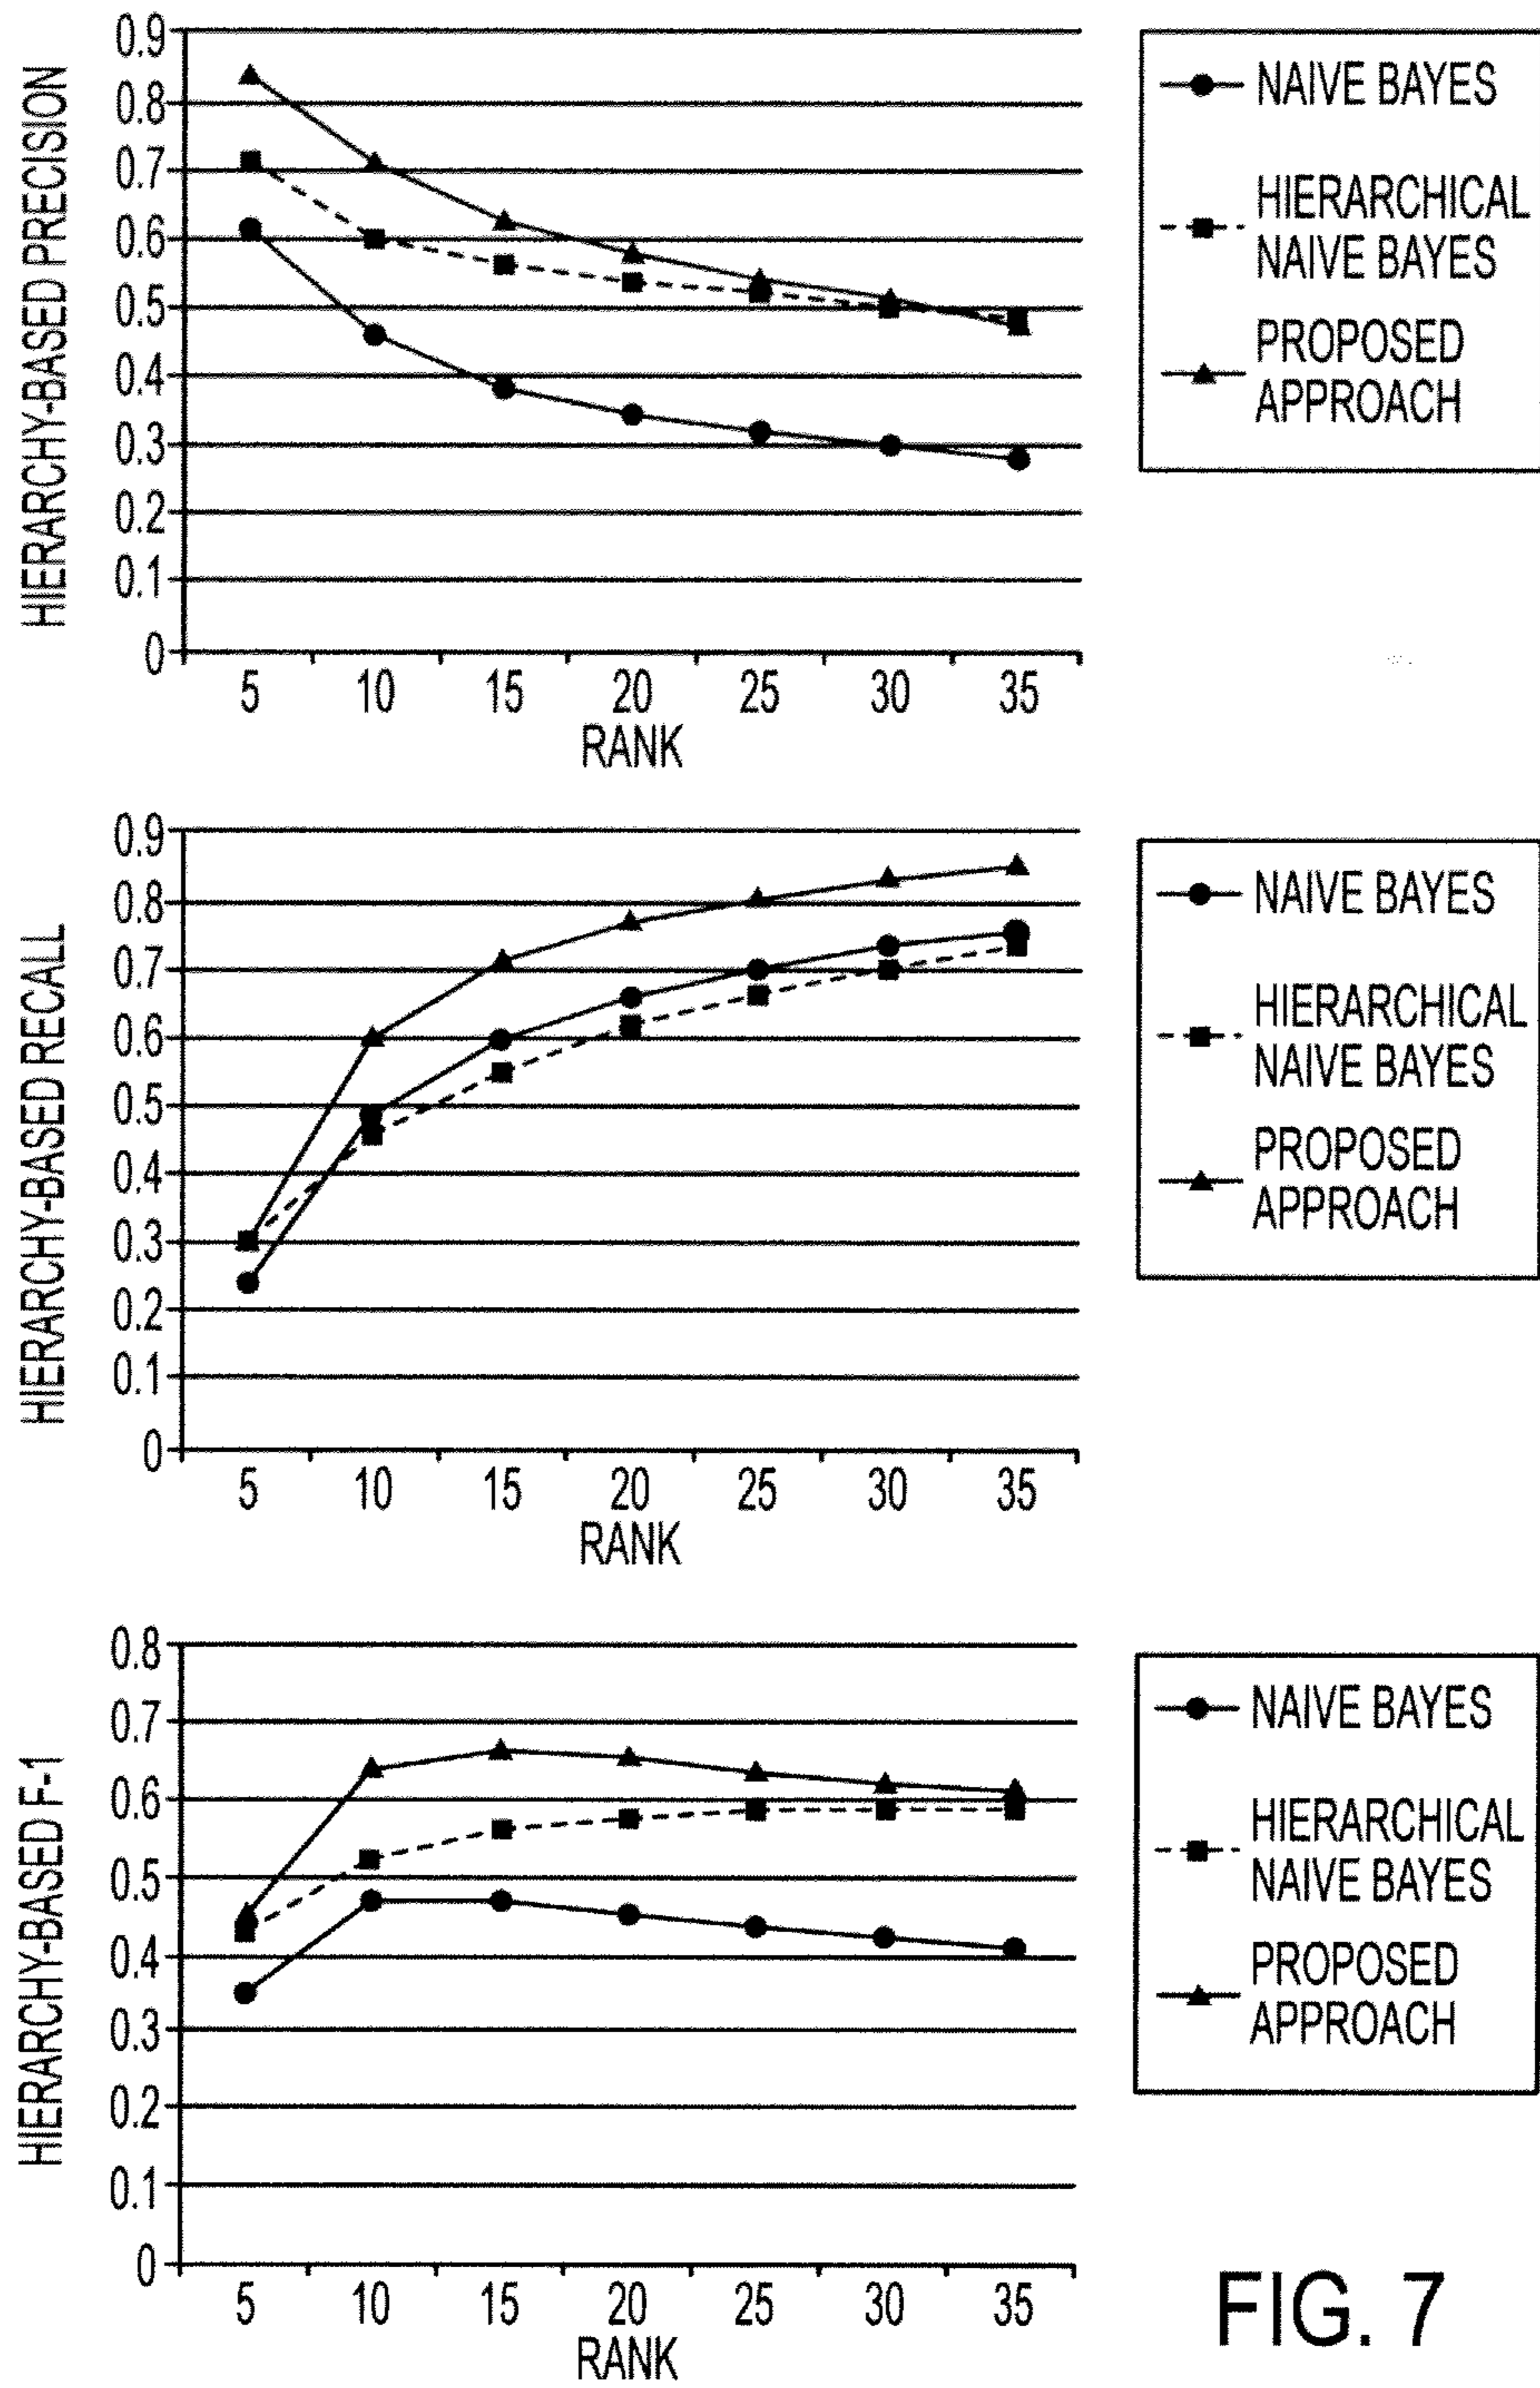 HIERARCHY-BASED PRECISION
0.9
0.8
0.7
0.6
0.5
0.4
0.3
0.2
0.1
0
5 10 15 20 25 30 35
RANK
NAIVE BAYES
HIERARCHICAL
NAIVE BAYES
PROPOSED
APPROACH
HIERARCHY-BASED RECALL
0.9
0.8
0.7
0.6
0.5
0.4
0.3
0.2
0.1
0
5 10 15 20 25 30 35
RANK
NAIVE BAYES
HIERARCHICAL
NAIVE BAYES
PROPOSED
APPROACH
HIERARCHY-BASED F-1
0.8
0.7
0.6
0.5
0.4
0.3
0.2
0.1
0
5 10 15 20 25 30 35
RANK
NAIVE BAYES
HIERARCHICAL
NAIVE BAYES
PROPOSED
APPROACH
FIG. 7